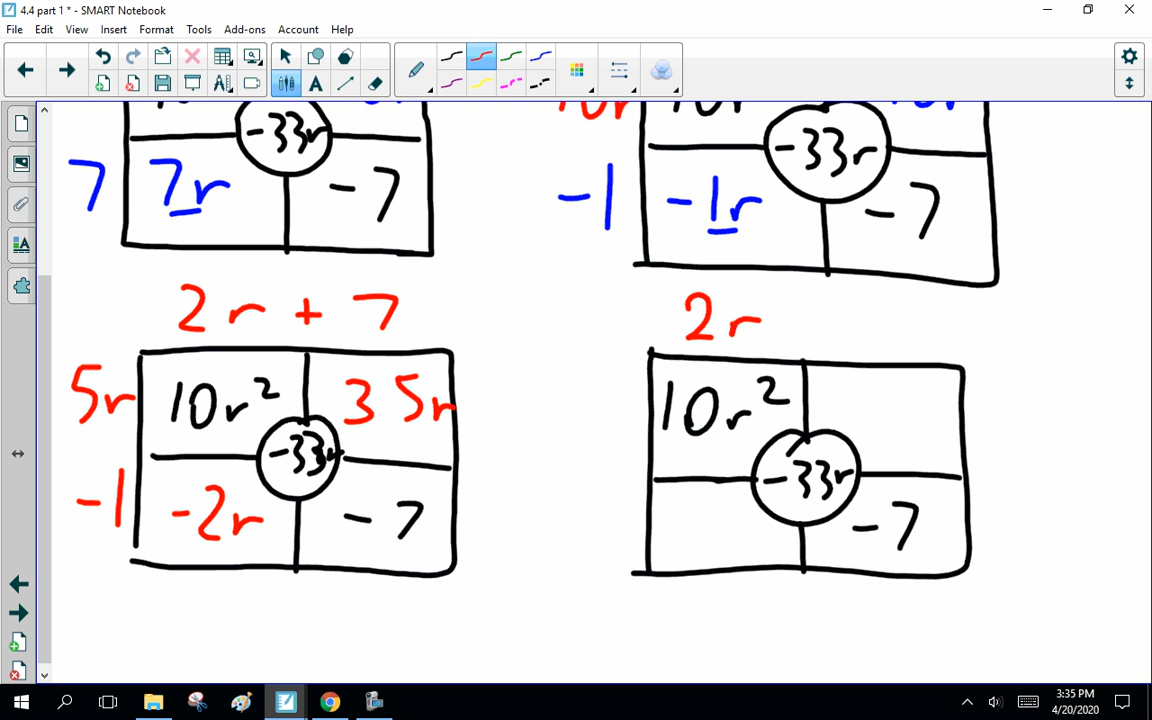 4.4 part 1 * - SMART Notebook
File Edit View Insert Format Tools Add-ons Account Help
-33r
7 7r -7
-33r
-1 -1r -7
2r + 7
5r 10r² 35r
-33r
-1 -2r -7
2r
10r²
-33r
-7
3:35 PM
4/20/2020